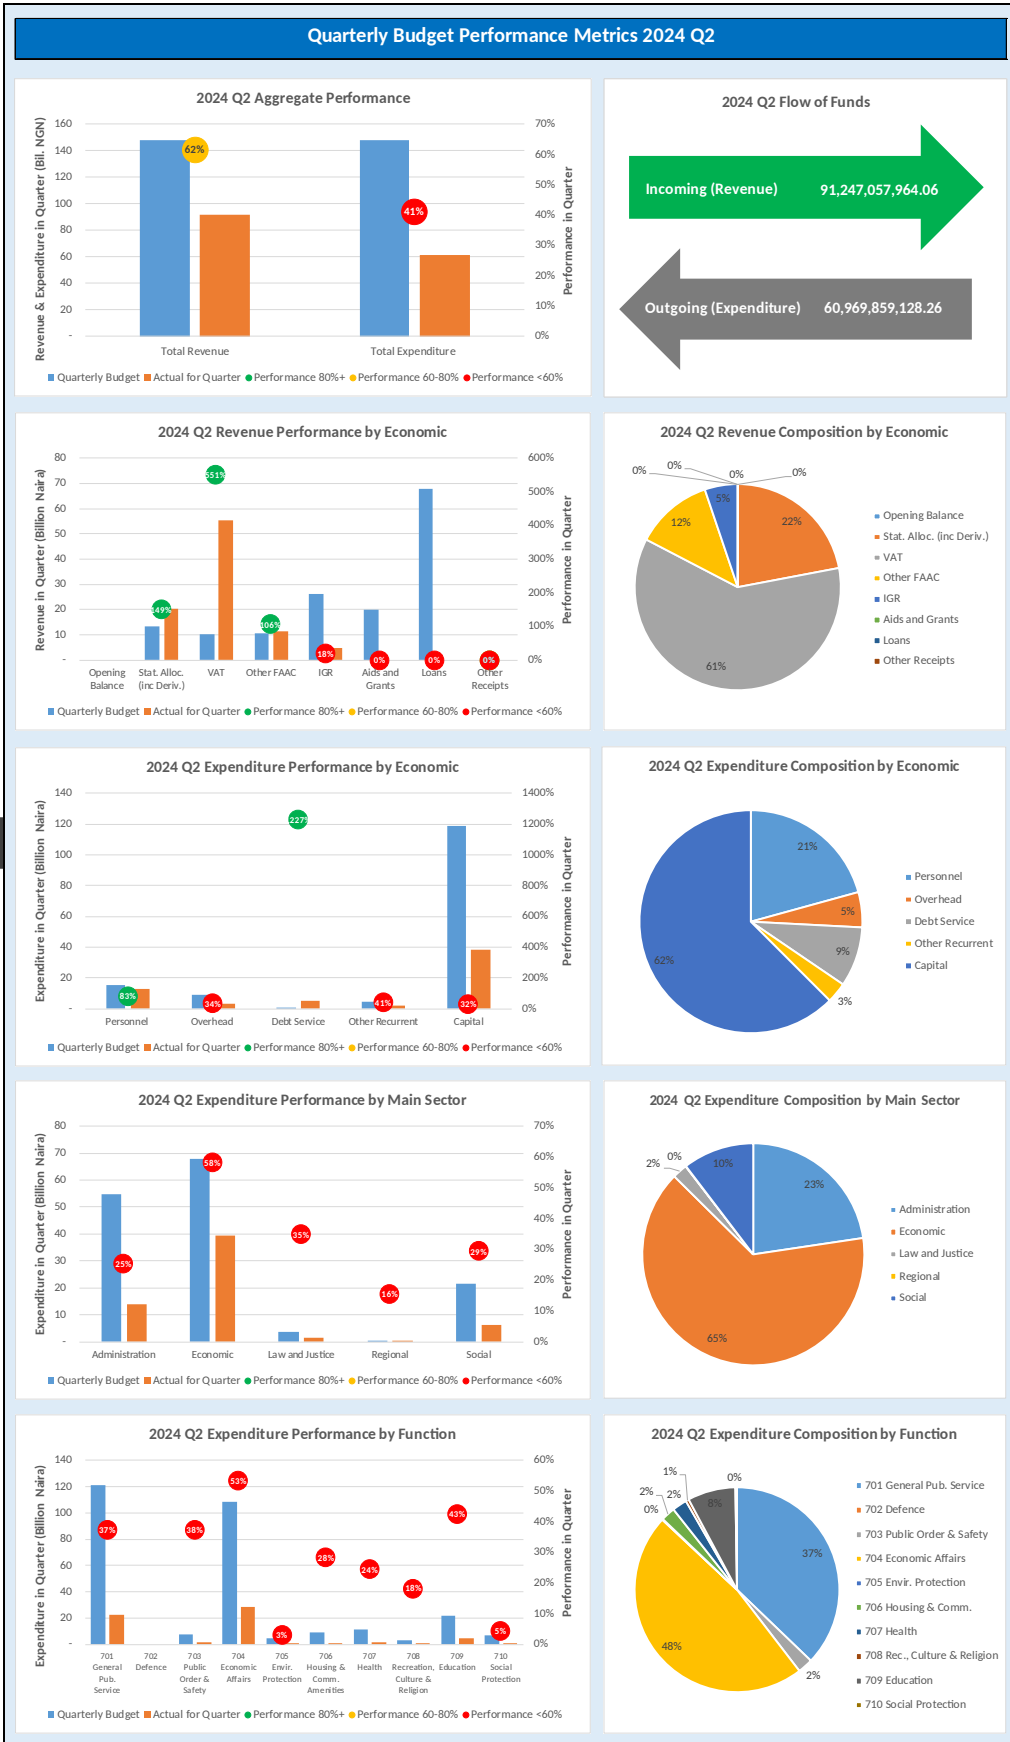 Quarterly Budget Performance Metrics 2024 Q2
2024 Q2 Aggregate Performance
Revenue & Expenditure in Quarter (Bil. NGN)
160
140
120
100
80
60
40
20
-
70%
60%
50%
40%
30%
20%
10%
0%
Performance in Quarter
62%
41%
Total Revenue
Total Expenditure
Quarterly Budget Actual for Quarter Performance 80%+ Performance 60-80% Performance <60%
2024 Q2 Flow of Funds
Incoming (Revenue) 91,247,057,964.06
Outgoing (Expenditure) 60,969,859,128.26
2024 Q2 Revenue Performance by Economic
Revenue in Quarter (Billion Naira)
80
70
60
50
40
30
20
10
-
600%
500%
400%
300%
200%
100%
0%
Performance in Quarter
149%
551%
106%
18%
0%
0%
0%
Opening
Balance
Stat. Alloc.
(inc Deriv.)
VAT
Other FAAC
IGR
Aids and
Grants
Loans
Other
Receipts
Quarterly Budget Actual for Quarter Performance 80%+ Performance 60-80% Performance <60%
2024 Q2 Revenue Composition by Economic
0%
0%
0%
0%
5%
12%
22%
61%
Opening Balance
Stat. Alloc. (inc Deriv.)
VAT
Other FAAC
IGR
Aids and Grants
Loans
Other Receipts
2024 Q2 Expenditure Performance by Economic
Expenditure in Quarter (Billion Naira)
140
120
100
80
60
40
20
-
1400%
1200%
1000%
800%
600%
400%
200%
0%
Performance in Quarter
83%
34%
41%
32%
Personnel
Overhead
Debt Service
Other Recurrent
Capital
Quarterly Budget Actual for Quarter Performance 80%+ Performance 60-80% Performance <60%
2024 Q2 Expenditure Composition by Economic
21%
5%
9%
3%
62%
Personnel
Overhead
Debt Service
Other Recurrent
Capital
2024 Q2 Expenditure Performance by Main Sector
Expenditure in Quarter (Billion Naira)
80
70
60
50
40
30
20
10
-
70%
60%
50%
40%
30%
20%
10%
0%
Performance in Quarter
25%
58%
35%
16%
29%
Administration
Economic
Law and Justice
Regional
Social
Quarterly Budget Actual for Quarter Performance 80%+ Performance 60-80% Performance <60%
2024 Q2 Expenditure Composition by Main Sector
2%
0%
10%
23%
65%
Administration
Economic
Law and Justice
Regional
Social
2024 Q2 Expenditure Performance by Function
Expenditure in Quarter (Billion Naira)
140
120
100
80
60
40
20
-
60%
50%
40%
30%
20%
10%
0%
Performance in Quarter
37%
38%
53%
3%
28%
24%
18%
43%
5%
701
General
Pub.
Service
702
Defence
703
Public
Order &
Safety
704
Economic
Affairs
705
Envir.
Protection
706
Housing &
Comm.
Amenities
707
Health
708
Recreation,
Culture &
Religion
709
Education
710
Social
Protection
Quarterly Budget Actual for Quarter Performance 80%+ Performance 60-80% Performance <60%
2024 Q2 Expenditure Composition by Function
1%
0%
2%
2%
0%
8%
37%
48%
2%
701 General Pub. Service
702 Defence
703 Public Order & Safety
704 Economic Affairs
705 Envir. Protection
706 Housing & Comm.
707 Health
708 Rec., Culture & Religion
709 Education
710 Social Protection